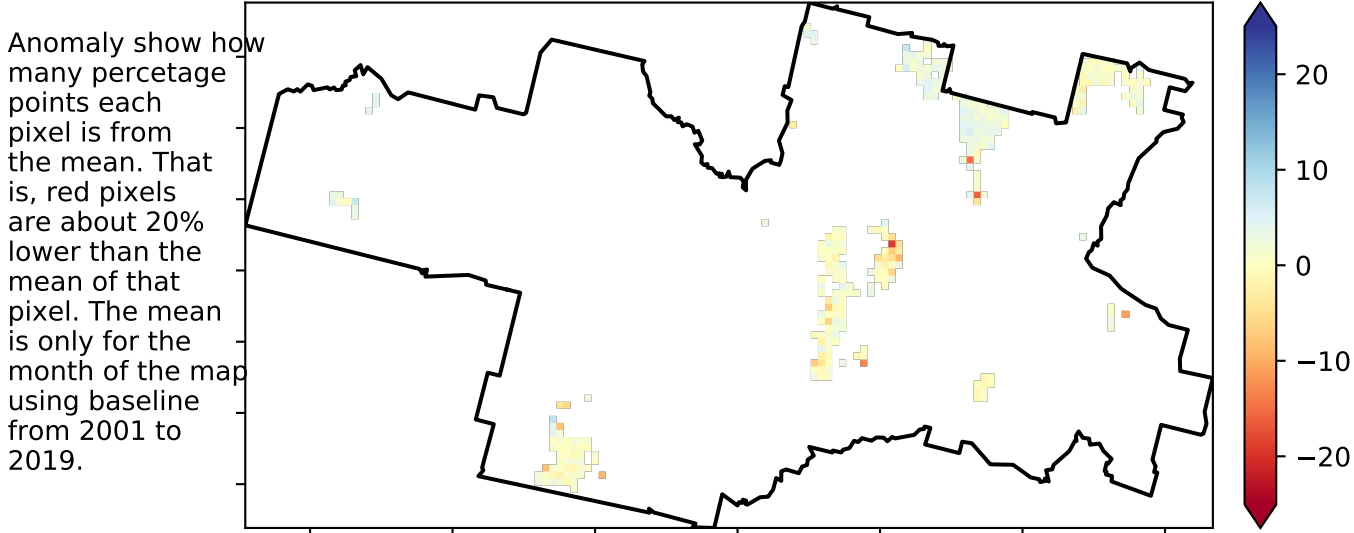 Anomaly show how
many percetage
points each
pixel is from
the mean. That
is, red pixels
are about 20%
lower than the
mean of that
pixel. The mean
is only for the
month of the map
using baseline
from 2001 to
2019.
20
10
0
−10
−20